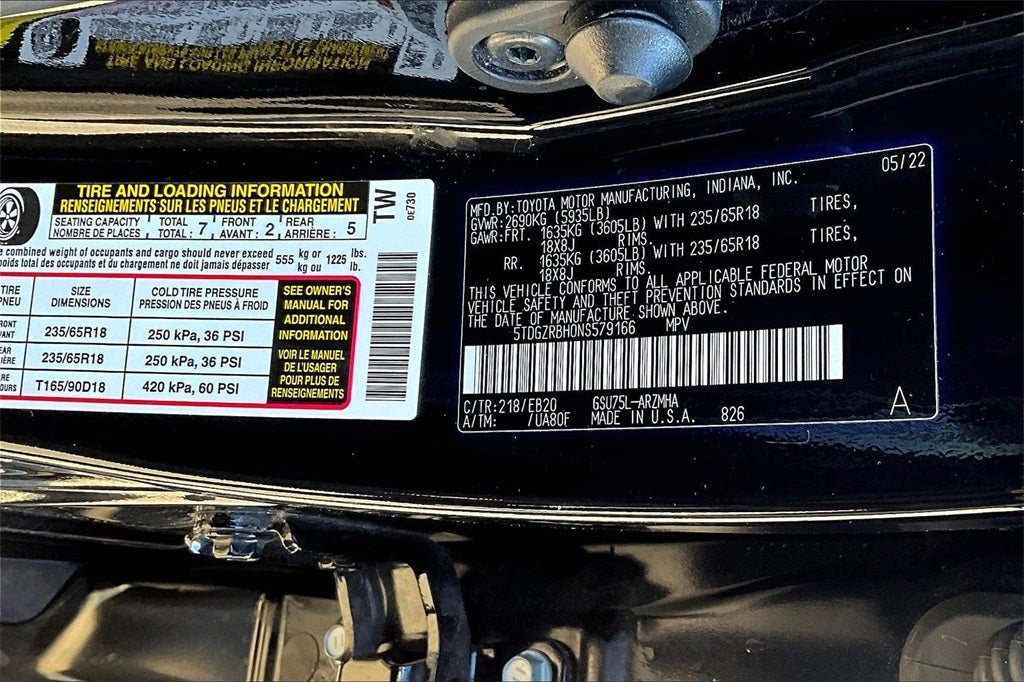 TIRE AND LOADING INFORMATION
RENSEIGNEMENTS SUR LES PNEUS ET LE CHARGEMENT
SEATING CAPACITY TOTAL FRONT REAR
NOMBRE DE PLACES TOTAL : 7 AVANT : 2 ARRIÈRE : 5
combined weight of occupants and cargo should never exceed 555 kg or 1225 lbs.
poids total des occupants et du chargement ne doit jamais dépasser kg ou lb.
TIRE SIZE COLD TIRE PRESSURE
PNEU DIMENSIONS PRESSION DES PNEUS À FROID
235/65R18 250 kPa, 36 PSI
235/65R18 250 kPa, 36 PSI
T165/90D18 420 kPa, 60 PSI
SEE OWNER'S
MANUAL FOR
ADDITIONAL
INFORMATION
VOIR LE MANUEL
DE L'USAGER
POUR PLUS DE
RENSEIGNEMENTS
TW
0E730
MFD.BY:TOYOTA MOTOR MANUFACTURING, INDIANA, INC. 05/22
GVWR:2690KG (5935LB)
GAWR:FRT. 1635KG (3605LB) WITH 235/65R18 TIRES,
18X8J RIMS.
RR. 1635KG (3605LB) WITH 235/65R18 TIRES,
18X8J RIMS.
THIS VEHICLE CONFORMS TO ALL APPLICABLE FEDERAL MOTOR
VEHICLE SAFETY AND THEFT PREVENTION STANDARDS IN EFFECT ON
THE DATE OF MANUFACTURE SHOWN ABOVE.
5TDGZRBH0NS579166 MPV
C/TR:218/EB20 GSU75L-ARZMHA
A/TM: /UA80F MADE IN U.S.A. 826
A